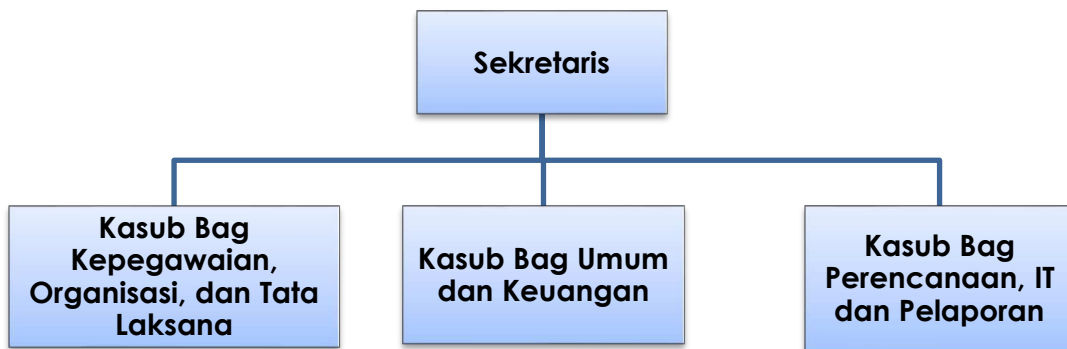 Sekretaris
Kasub Bag
Kepegawaian,
Organisasi, dan Tata
Laksana
Kasub Bag Umum
dan Keuangan
Kasub Bag
Perencanaan, IT
dan Pelaporan